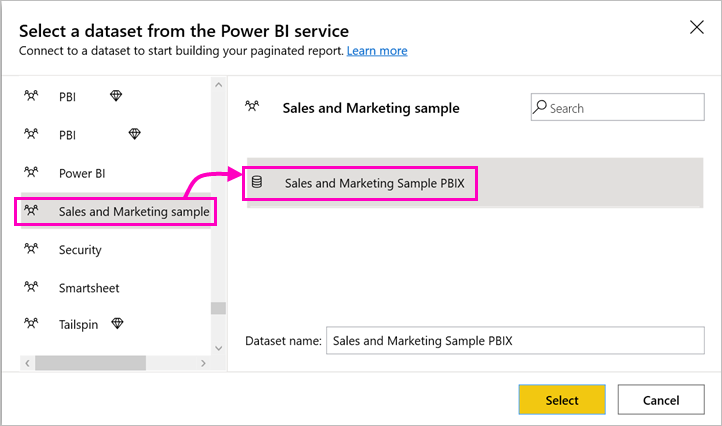 Select a dataset from the Power BI service
Connect to a dataset to start building your paginated report. Learn more
PBI
PBI
Power BI
Sales and Marketing sample
Security
Smartsheet
Tailspin
Sales and Marketing sample
Search
Sales and Marketing Sample PBIX
Dataset name: Sales and Marketing Sample PBIX
Select
Cancel